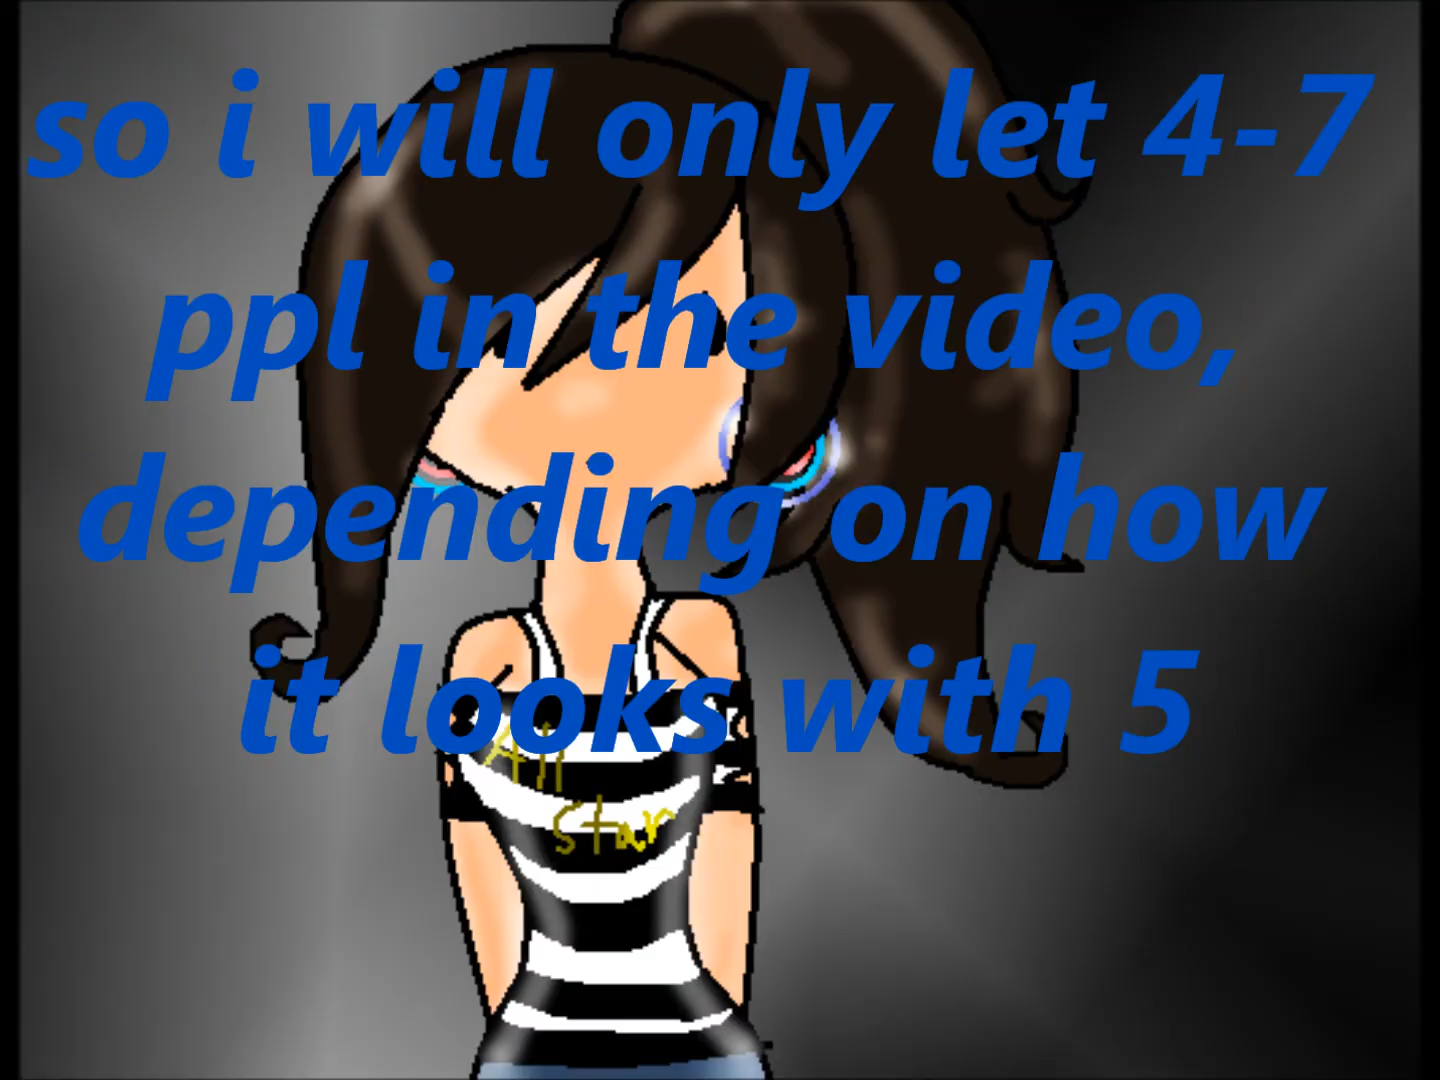 so i will only let 4-7
ppl in the video,
depending on how
it looks with 5
All
Star